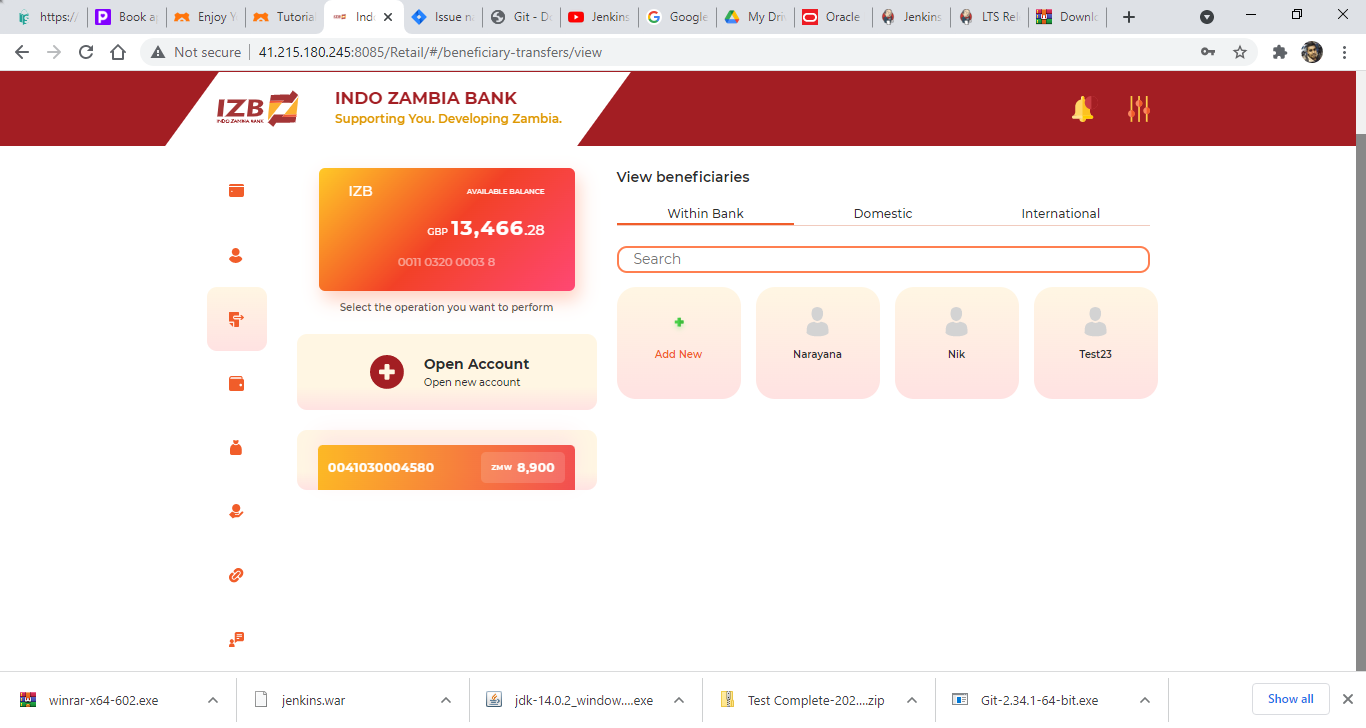 https://
Book a
Enjoy Y
Tutoria
Ind
Issue n
Git - D
Jenkins
Google
My Dri
Oracle
Jenkins
LTS Rel
Downlo
Not secure
41.215.180.245:8085/Retail/#/beneficiary-transfers/view
IZB
INDO ZAMBIA BANK
INDO ZAMBIA BANK
Supporting You. Developing Zambia.
IZB
AVAILABLE BALANCE
GBP 13,466.28
0011 0320 0003 8
Select the operation you want to perform
Open Account
Open new account
0041030004580
ZMW 8,900
View beneficiaries
Within Bank
Domestic
International
Search
Add New
Narayana
Nik
Test23
winrar-x64-602.exe
jenkins.war
jdk-14.0.2_window....exe
Test Complete-202....zip
Git-2.34.1-64-bit.exe
Show all